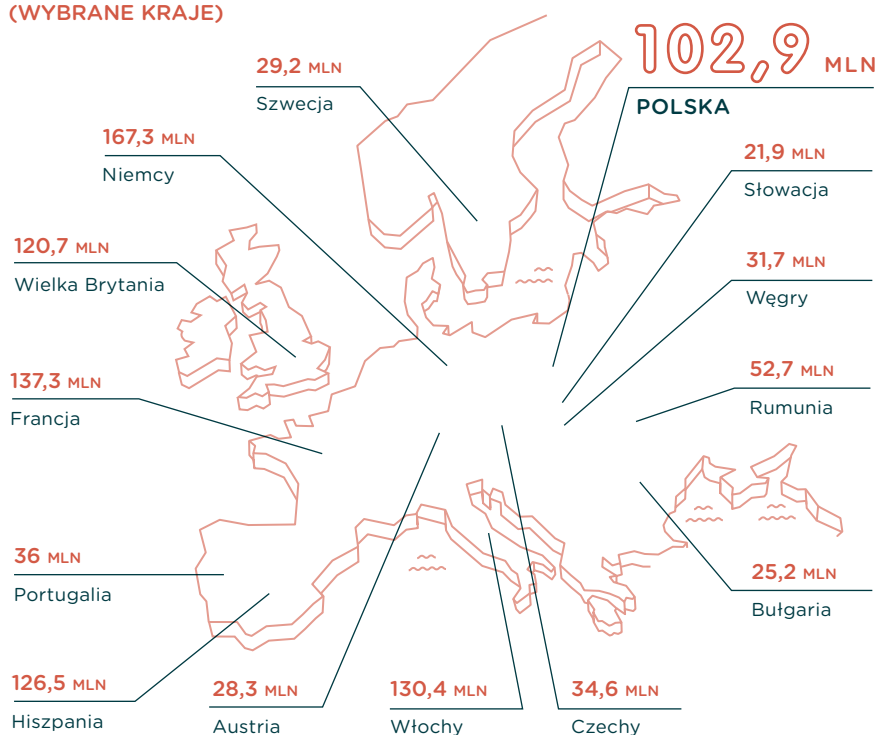 (WYBRANE KRAJE)
102,9 MLN
POLSKA
29,2 MLN
Szwecja
167,3 MLN
Niemcy
21,9 MLN
Słowacja
120,7 MLN
Wielka Brytania
31,7 MLN
Węgry
137,3 MLN
Francja
52,7 MLN
Rumunia
36 MLN
Portugalia
25,2 MLN
Bułgaria
126,5 MLN
Hiszpania
28,3 MLN
Austria
130,4 MLN
Włochy
34,6 MLN
Czechy